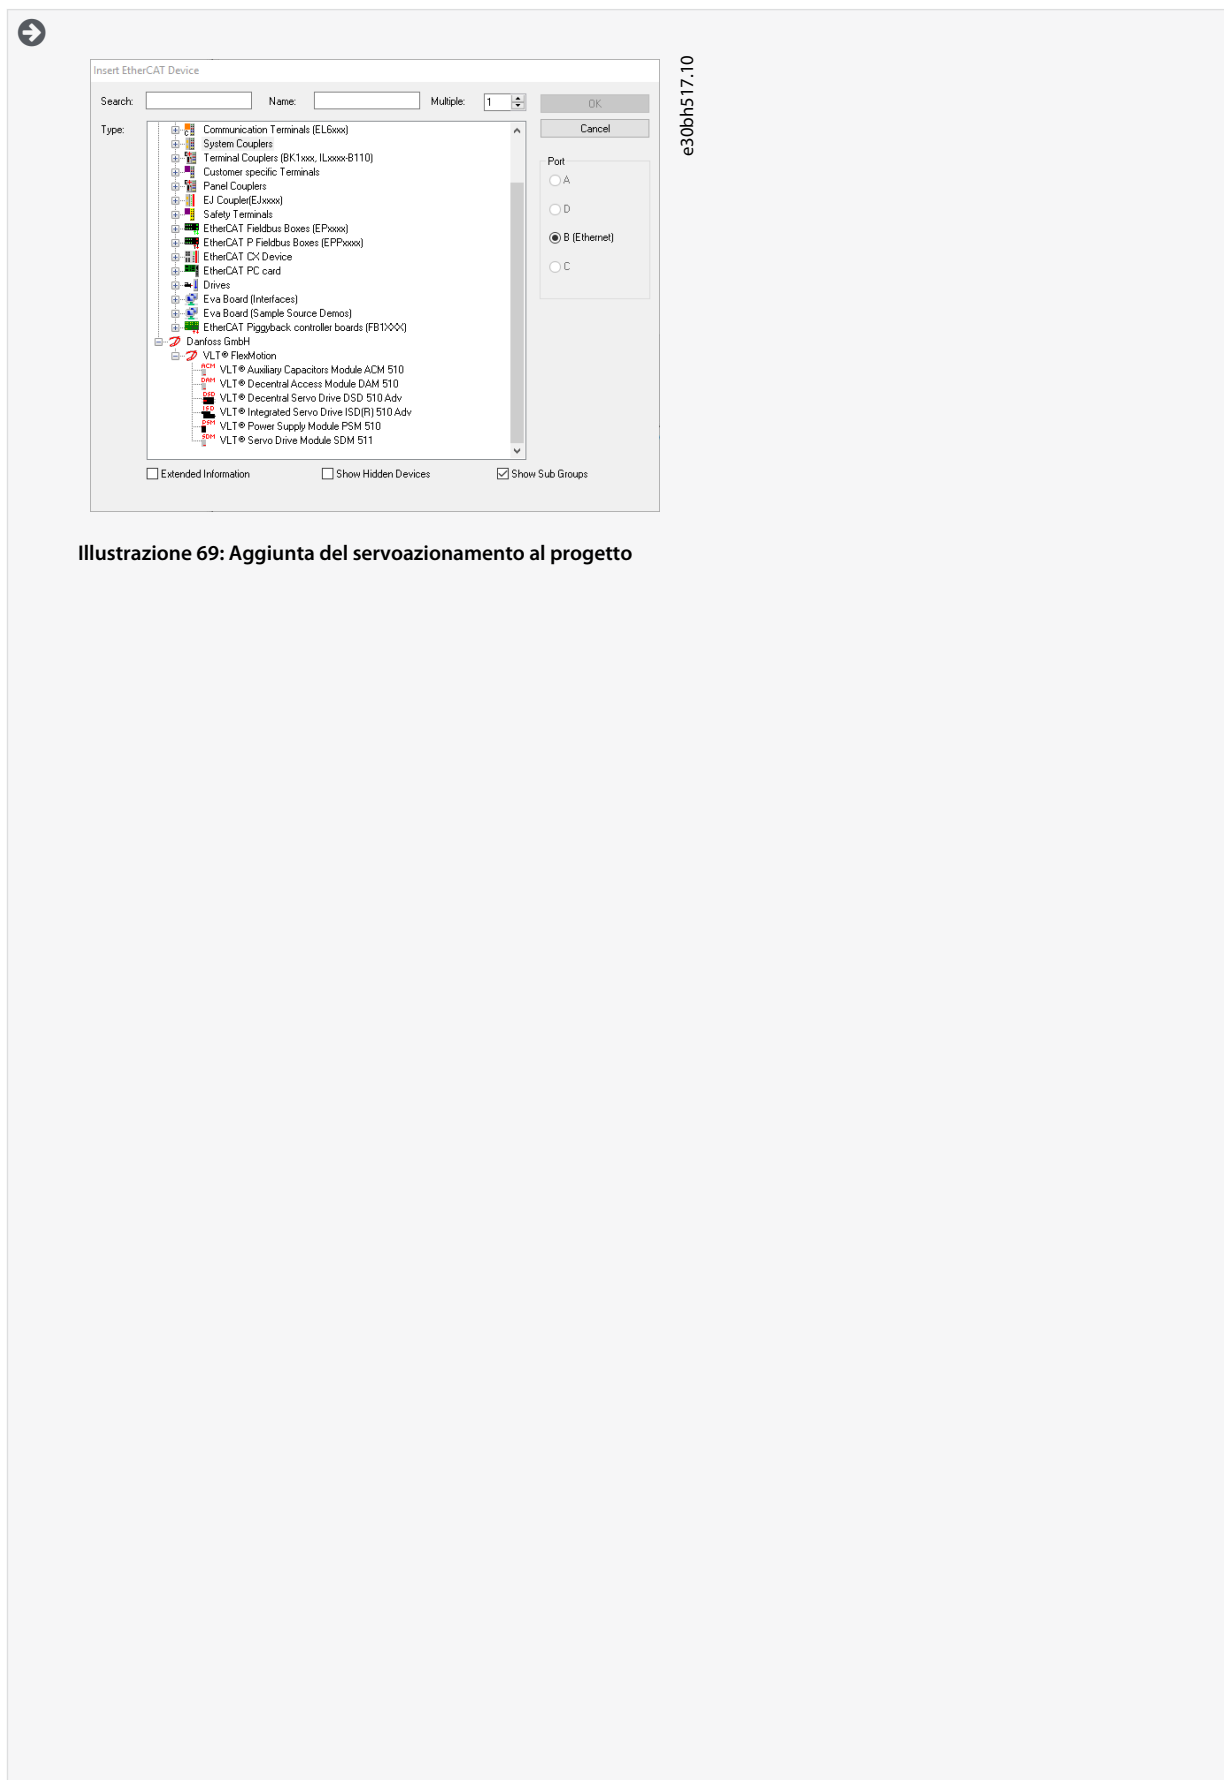 Insert EtherCAT Device
Search:
Name:
Multiple:
1
OK
Type:
Cancel
Communication Terminals (EL6xxx)
System Couplers
Terminal Couplers (BK1xxx, ILxxxx-B110)
Customer specific Terminals
Panel Couplers
EJ Coupler(EJxxxx)
Safety Terminals
EtherCAT Fieldbus Boxes (EPxxxx)
EtherCAT P Fieldbus Boxes (EPPxxxx)
EtherCAT CX Device
EtherCAT PC card
Drives
Eva Board (Interfaces)
Eva Board (Sample Source Demos)
EtherCAT Piggyback controller boards (FB1XXX)
Danfoss GmbH
VLT® FlexMotion
ACM VLT® Auxiliary Capacitors Module ACM 510
DAM VLT® Decentral Access Module DAM 510
DSD VLT® Decentral Servo Drive DSD 510 Adv
ISD VLT® Integrated Servo Drive ISD(R) 510 Adv
PSM VLT® Power Supply Module PSM 510
SDM VLT® Servo Drive Module SDM 511
Port
A
D
B (Ethernet)
C
Extended Information
Show Hidden Devices
Show Sub Groups
e30bh517.10
Illustrazione 69: Aggiunta del servoazionamento al progetto